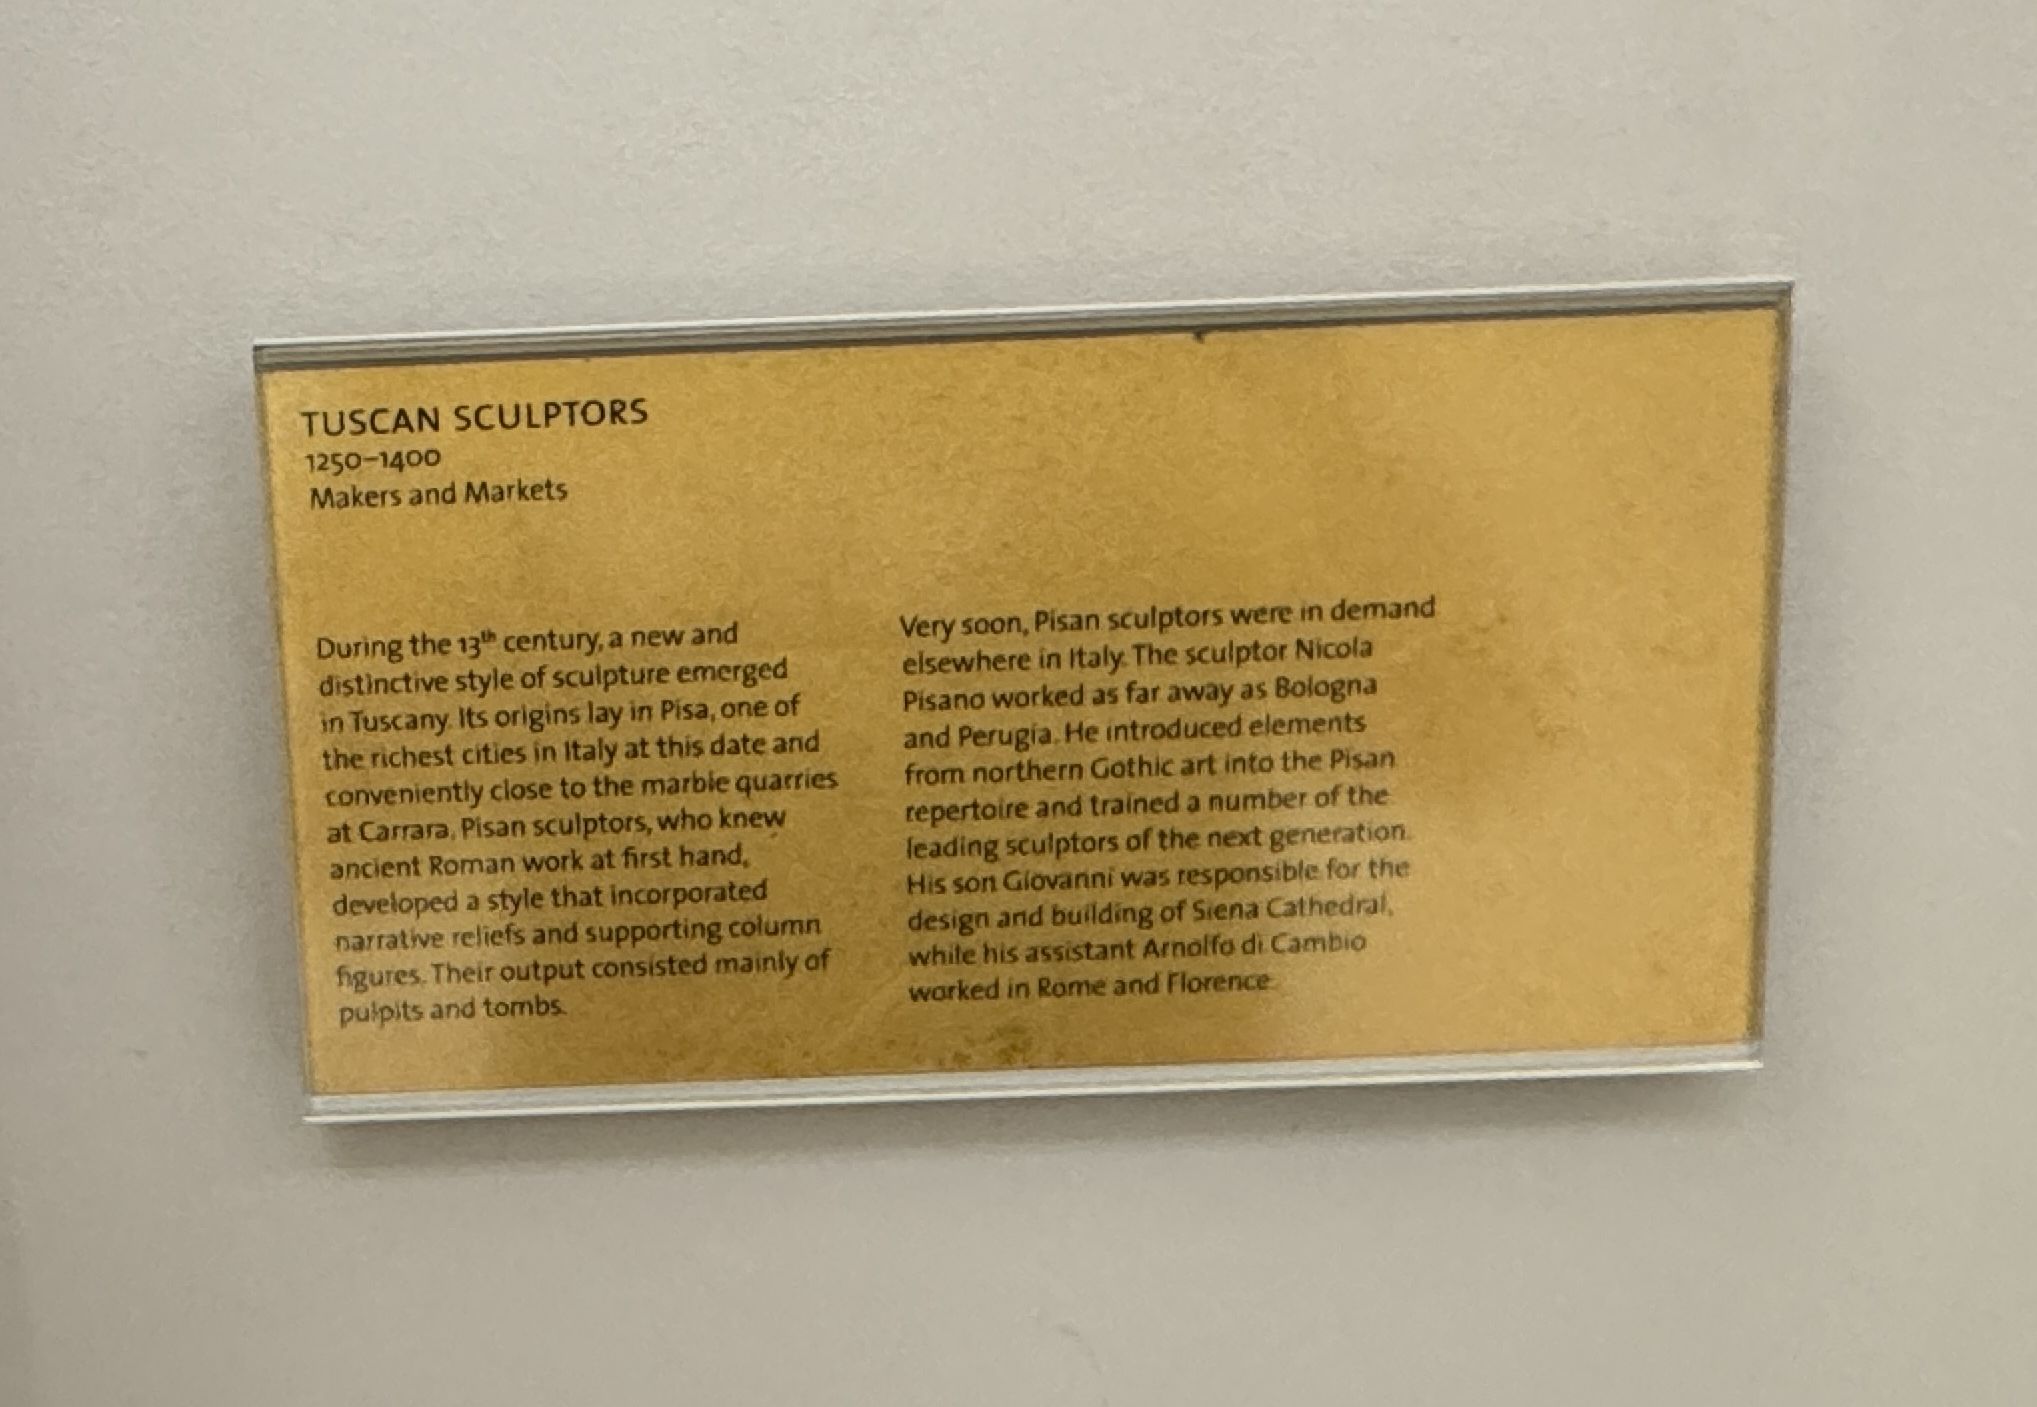 TUSCAN SCULPTORS
1250–1400
Makers and Markets
During the 13th century, a new and
distinctive style of sculpture emerged
in Tuscany. Its origins lay in Pisa, one of
the richest cities in Italy at this date and
conveniently close to the marble quarries
at Carrara. Pisan sculptors, who knew
ancient Roman work at first hand,
developed a style that incorporated
narrative reliefs and supporting column
figures. Their output consisted mainly of
pulpits and tombs.
Very soon, Pisan sculptors were in demand
elsewhere in Italy. The sculptor Nicola
Pisano worked as far away as Bologna
and Perugia. He introduced elements
from northern Gothic art into the Pisan
repertoire and trained a number of the
leading sculptors of the next generation.
His son Giovanni was responsible for the
design and building of Siena Cathedral,
while his assistant Arnolfo di Cambio
worked in Rome and Florence.